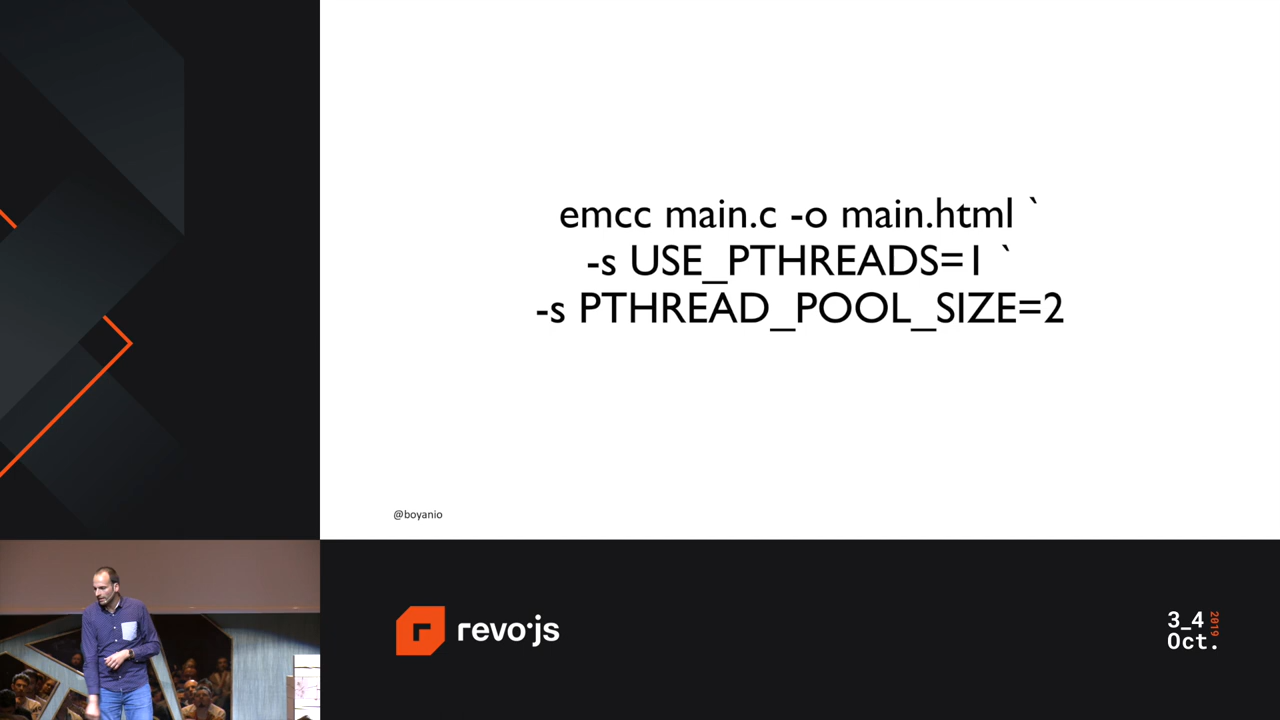 emcc main.c -o main.html `
-s USE_PTHREADS=1 `
-s PTHREAD_POOL_SIZE=2
@boyanio
revo·js
3_4
Oct.
2019